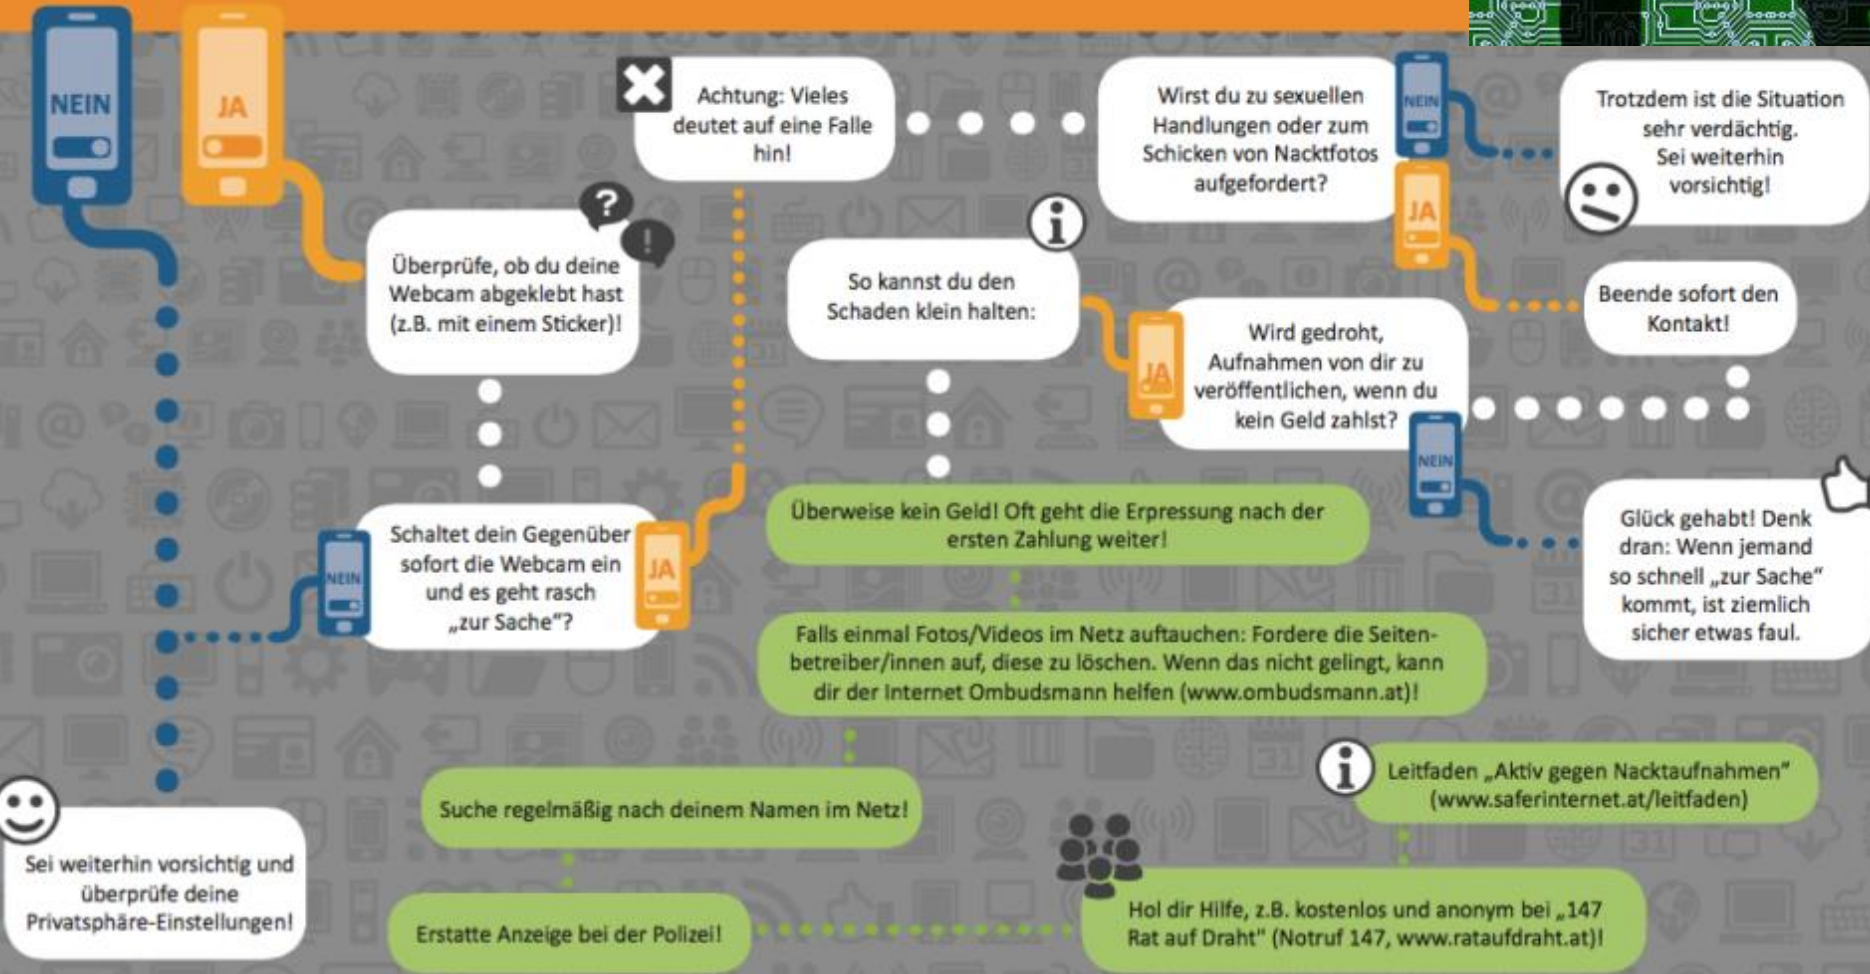 NEIN
JA
Überprüfe, ob du deine
Webcam abgeklebt hast
(z.B. mit einem Sticker)!
Schaltet dein Gegenüber
sofort die Webcam ein
und es geht rasch
„zur Sache“?
NEIN
JA
Sei weiterhin vorsichtig und
überprüfe deine
Privatsphäre-Einstellungen!
Achtung: Vieles
deutet auf eine Falle
hin!
Wirst du zu sexuellen
Handlungen oder zum
Schicken von Nacktfotos
aufgefordert?
NEIN
JA
Trotzdem ist die Situation
sehr verdächtig.
Sei weiterhin
vorsichtig!
Beende sofort den
Kontakt!
Wird gedroht,
Aufnahmen von dir zu
veröffentlichen, wenn du
kein Geld zahlst?
JA
NEIN
Glück gehabt! Denk
dran: Wenn jemand
so schnell „zur Sache“
kommt, ist ziemlich
sicher etwas faul.
So kannst du den
Schaden klein halten:
Überweise kein Geld! Oft geht die Erpressung nach der
ersten Zahlung weiter!
Falls einmal Fotos/Videos im Netz auftauchen: Fordere die Seiten-
betreiber/innen auf, diese zu löschen. Wenn das nicht gelingt, kann
dir der Internet Ombudsmann helfen (www.ombudsmann.at)!
Suche regelmäßig nach deinem Namen im Netz!
Erstatte Anzeige bei der Polizei!
Hol dir Hilfe, z.B. kostenlos und anonym bei „147
Rat auf Draht" (Notruf 147, www.rataufdraht.at)!
Leitfaden „Aktiv gegen Nacktaufnahmen“
(www.saferinternet.at/leitfaden)